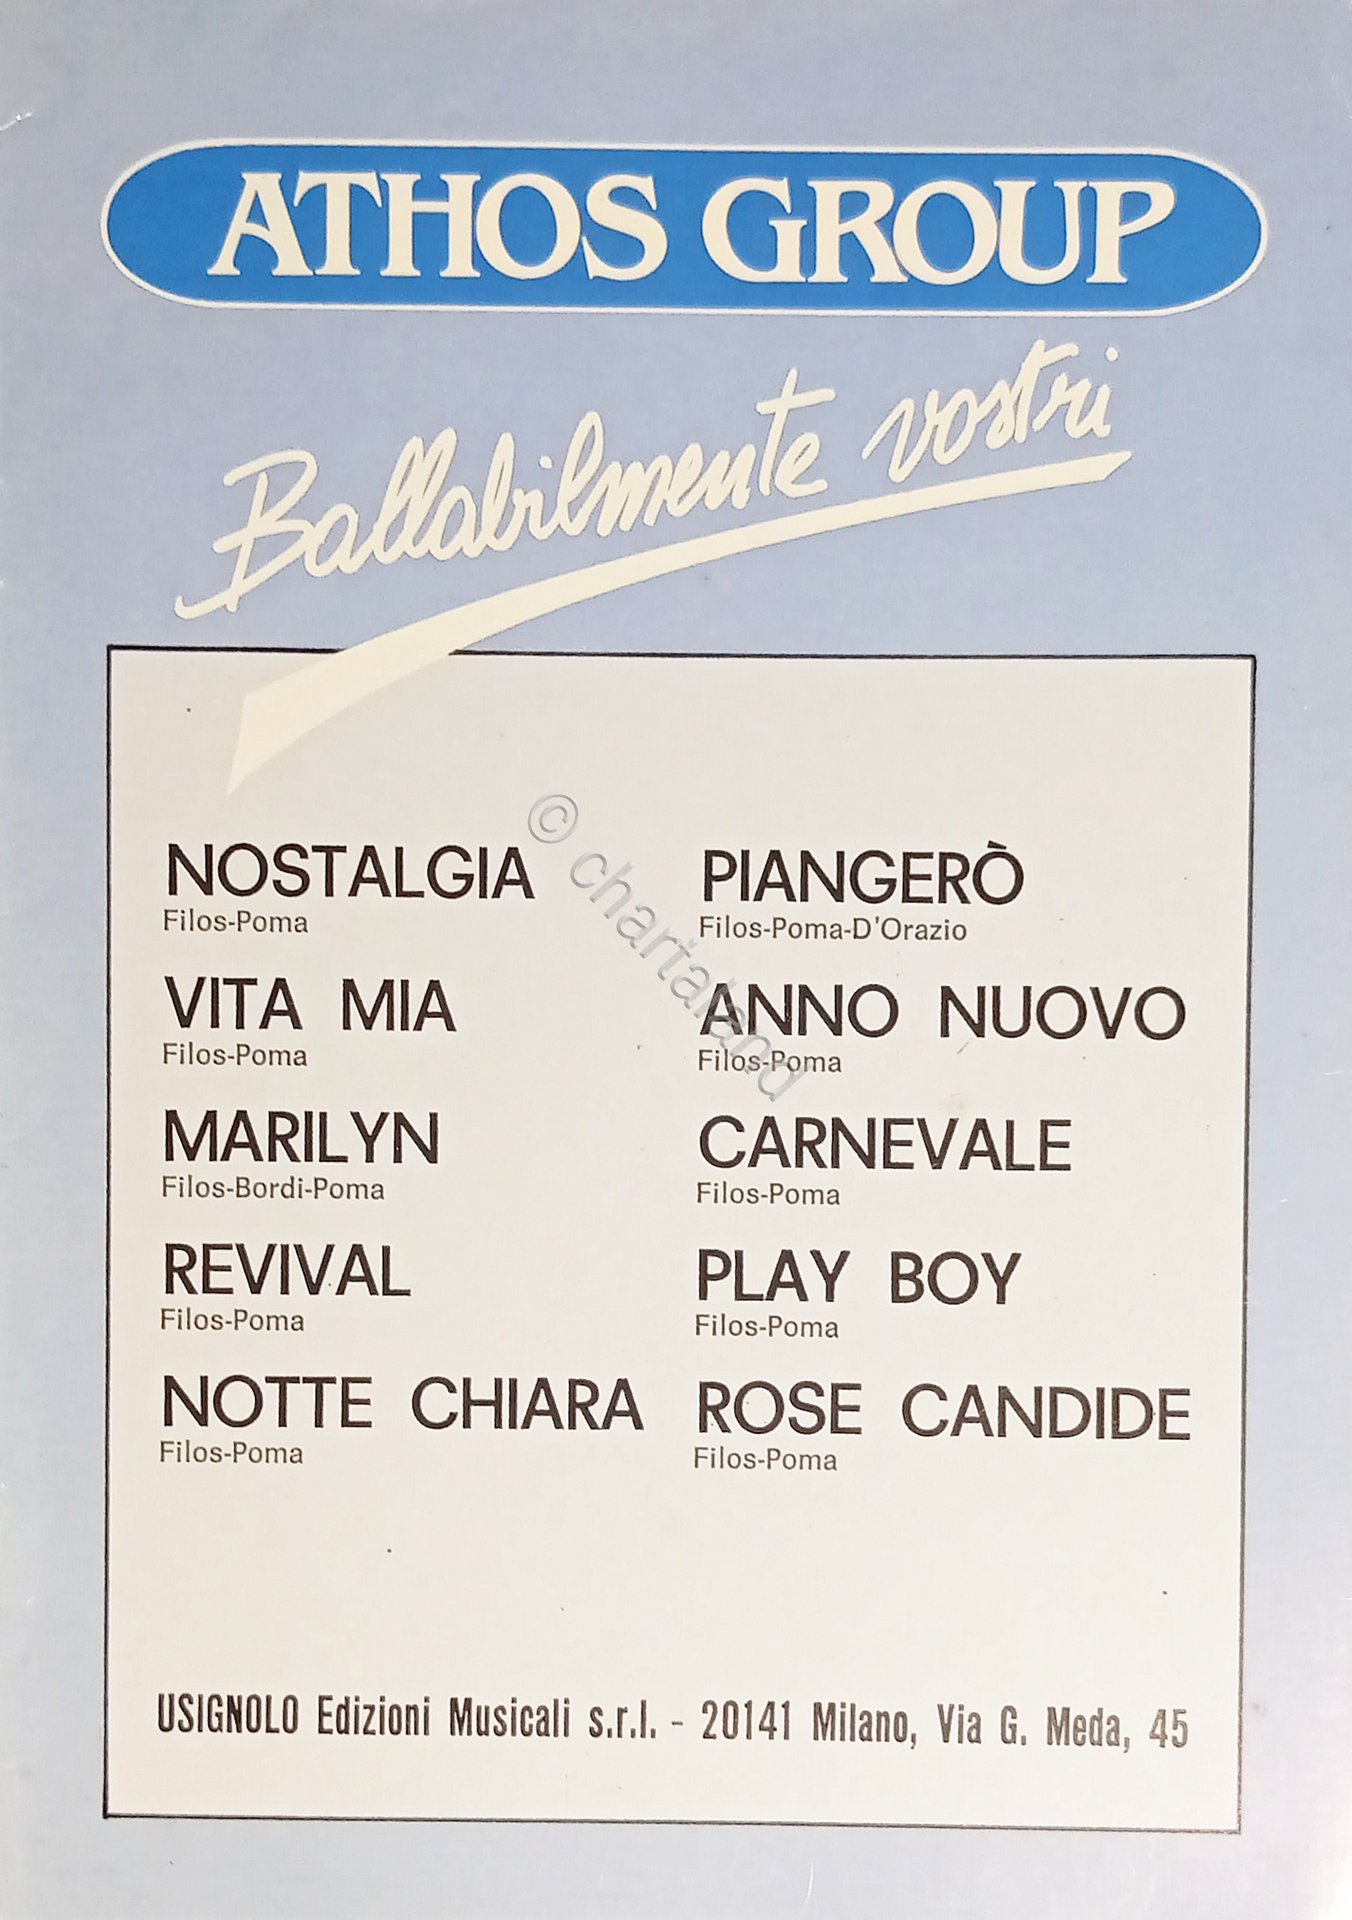 ATHOS GROUP
Ballabilmente vostri
NOSTALGIA
Filos-Poma
VITA MIA
Filos-Poma
MARILYN
Filos-Bordi-Poma
REVIVAL
Filos-Poma
NOTTE CHIARA
Filos-Poma
PIANGERÒ
Filos-Poma-D'Orazio
ANNO NUOVO
Filos-Poma
CARNEVALE
Filos-Poma
PLAY BOY
Filos-Poma
ROSE CANDIDE
Filos-Poma
USIGNOLO Edizioni Musicali s.r.l. - 20141 Milano, Via G. Meda, 45
© chartaland